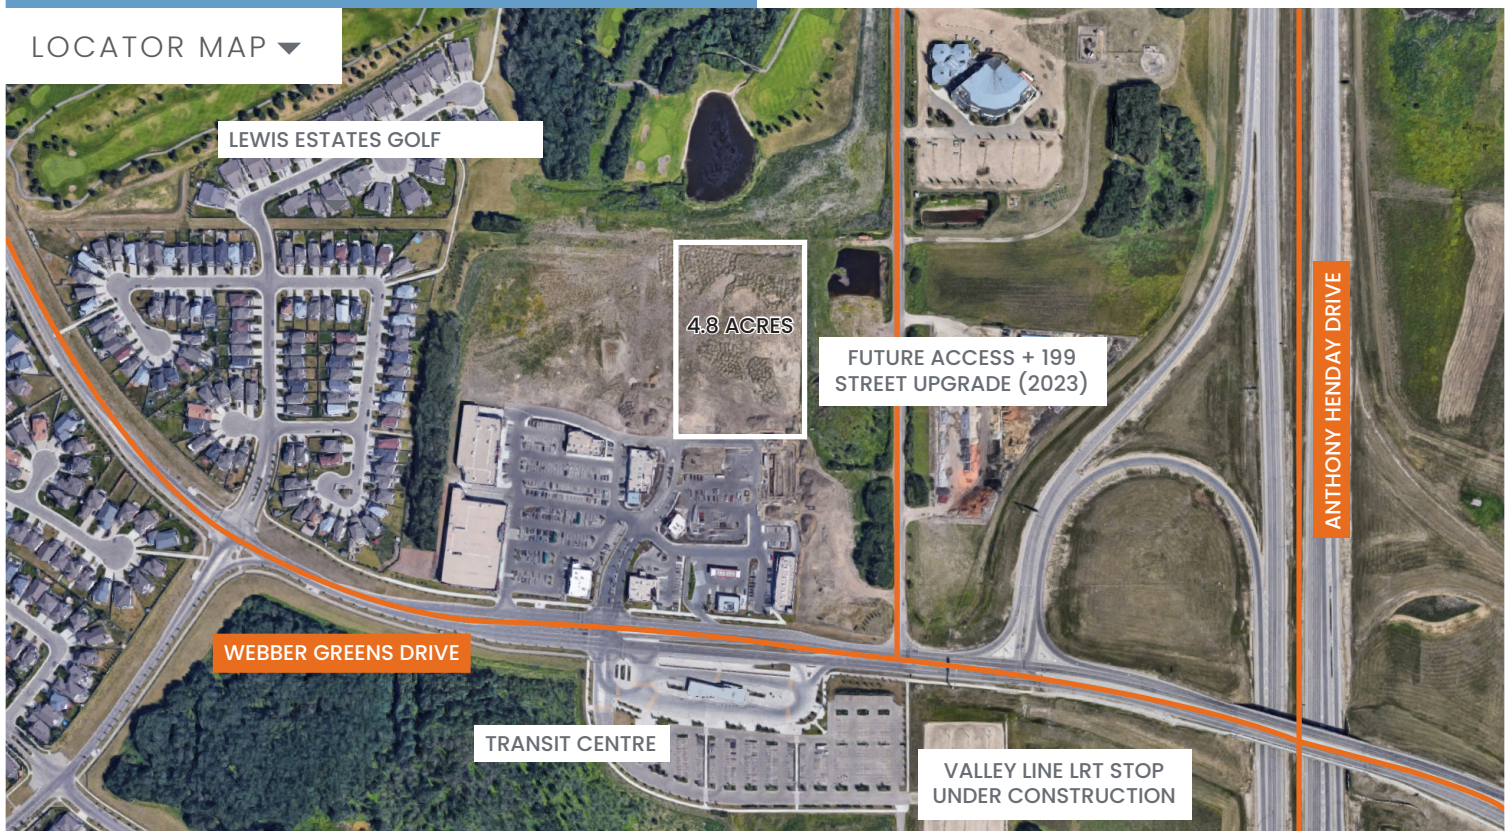 LOCATOR MAP
LEWIS ESTATES GOLF
4.8 ACRES
FUTURE ACCESS + 199
STREET UPGRADE (2023)
ANTHONY HENDAY DRIVE
WEBBER GREENS DRIVE
TRANSIT CENTRE
VALLEY LINE LRT STOP
UNDER CONSTRUCTION